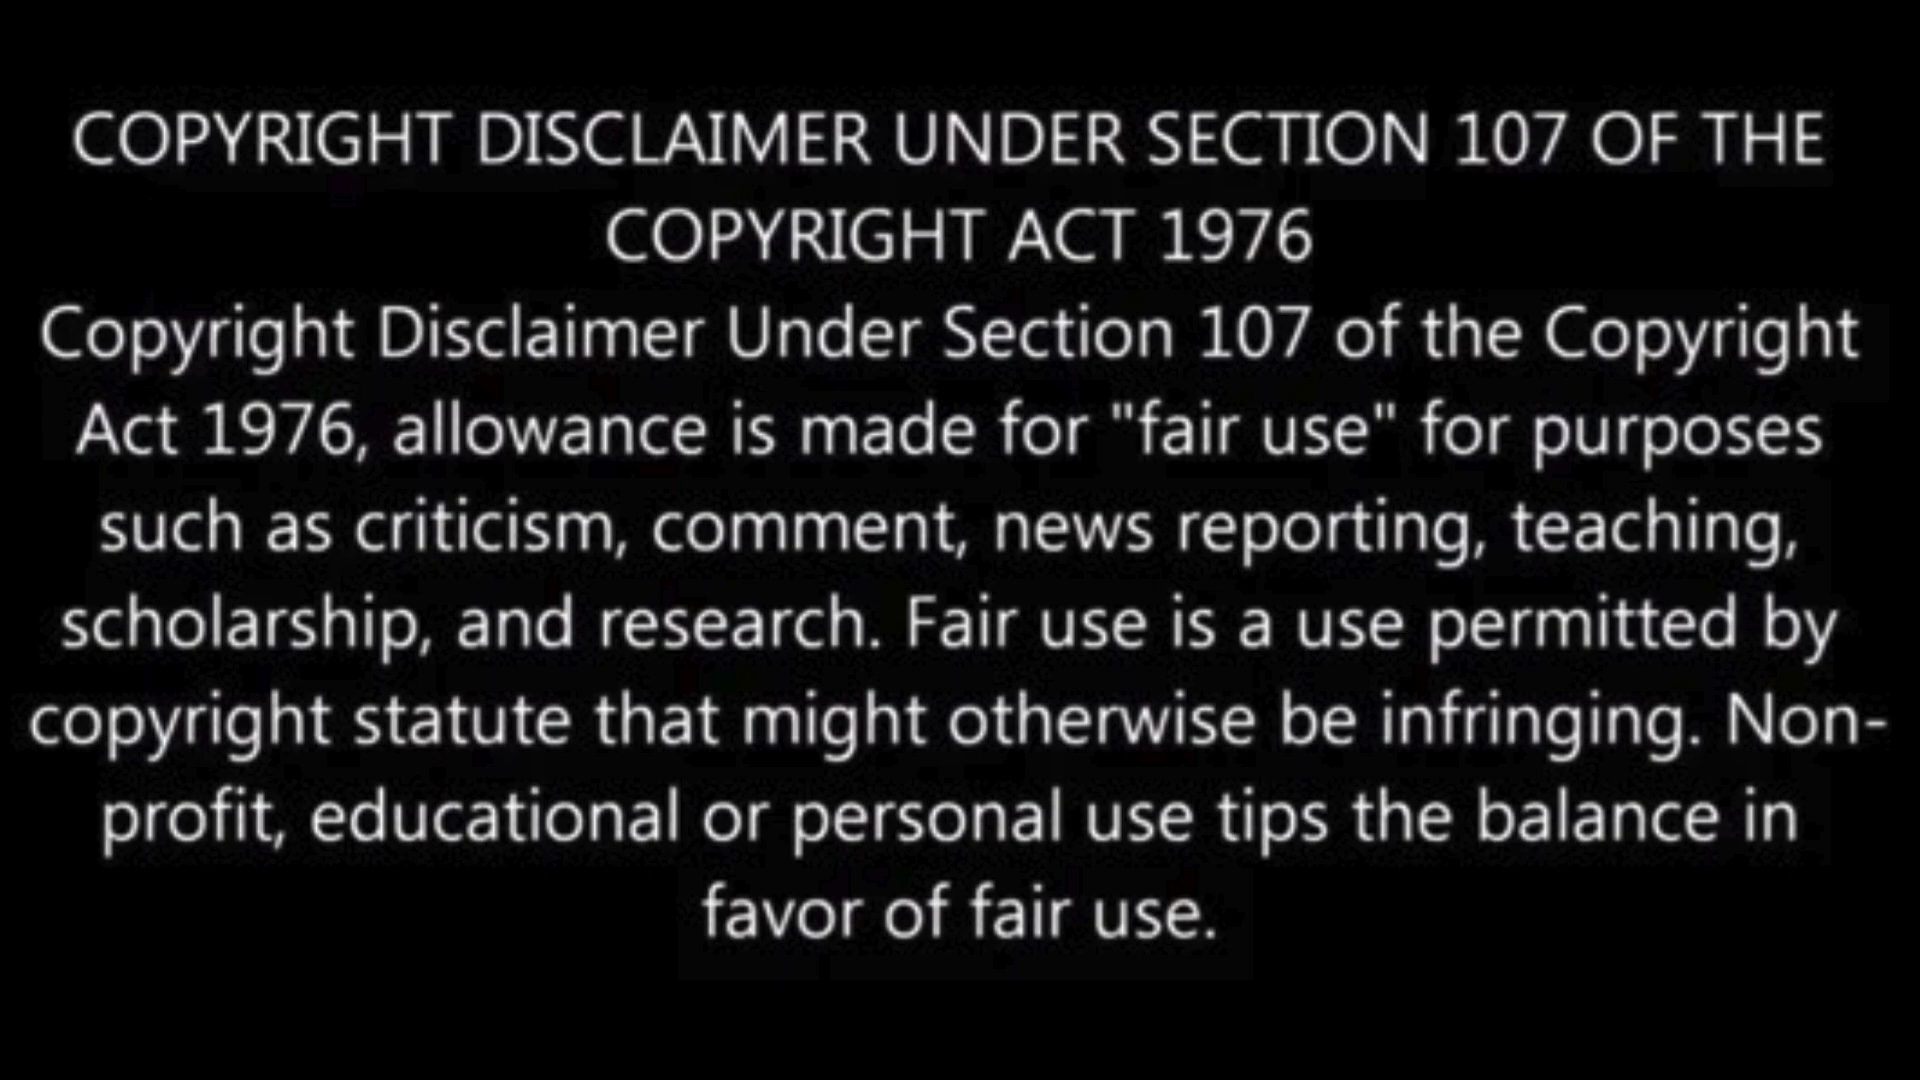 COPYRIGHT DISCLAIMER UNDER SECTION 107 OF THE
COPYRIGHT ACT 1976
Copyright Disclaimer Under Section 107 of the Copyright
Act 1976, allowance is made for "fair use" for purposes
such as criticism, comment, news reporting, teaching,
scholarship, and research. Fair use is a use permitted by
copyright statute that might otherwise be infringing. Non-
profit, educational or personal use tips the balance in
favor of fair use.